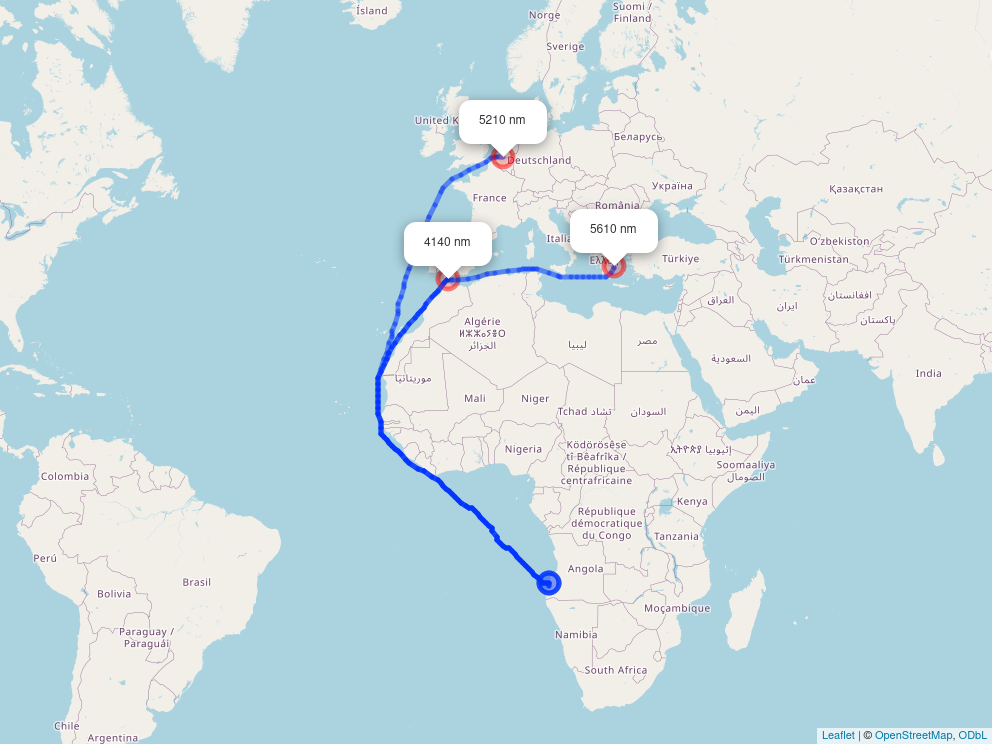 Ísland
Norge
Suomi /
Finland
Sverige
United K
5210 nm
Беларусь
Deutschland
Україна
Қазақстан
France
România
4140 nm
Itali
5610 nm
Ελλ
Türkiye
O'zbekiston
Türkmenistan
افغانستان
ایران
العراق
پاکستان
Algérie
ⵍⵣⵣⴰⵢⴻⵔ
الجزائر
ليبيا
مصر
السعودية
عمان
India
موريتانيا
Mali
Niger
Tchad تشاد
السودان
اليمن
Nigeria
Ködörösêse
tî Bêafrîka /
République
centrafricaine
ኢትዮጵያ إثيوبيا
Soomaaliya
الصومال
Colombia
Kenya
République
démocratique
du Congo
Tanzania
Perú
Angola
Brasil
Bolivia
Moçambique
Namibia
Paraguay /
Paraguái
South Africa
Chile
Argentina
Leaflet | © OpenStreetMap, ODbL